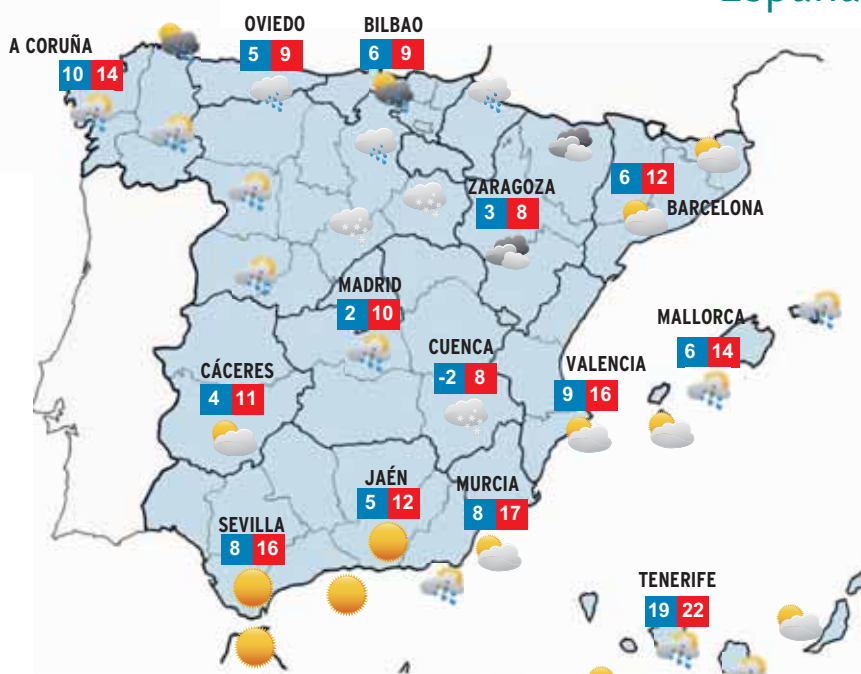 España
OVIEDO
5 9
BILBAO
6 9
A CORUÑA
10 14
ZARAGOZA
3 8
6 12
BARCELONA
MADRID
2 10
MALLORCA
6 14
CUENCA
-2 8
VALENCIA
9 16
CÁCERES
4 11
JAÉN
5 12
MURCIA
8 17
SEVILLA
8 16
TENERIFE
19 22